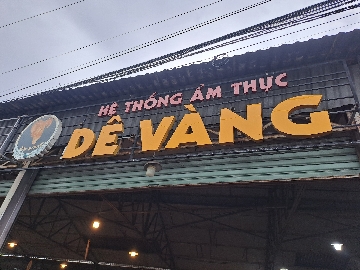 HỆ THỐNG ẨM THỰC
DÊ VÀNG